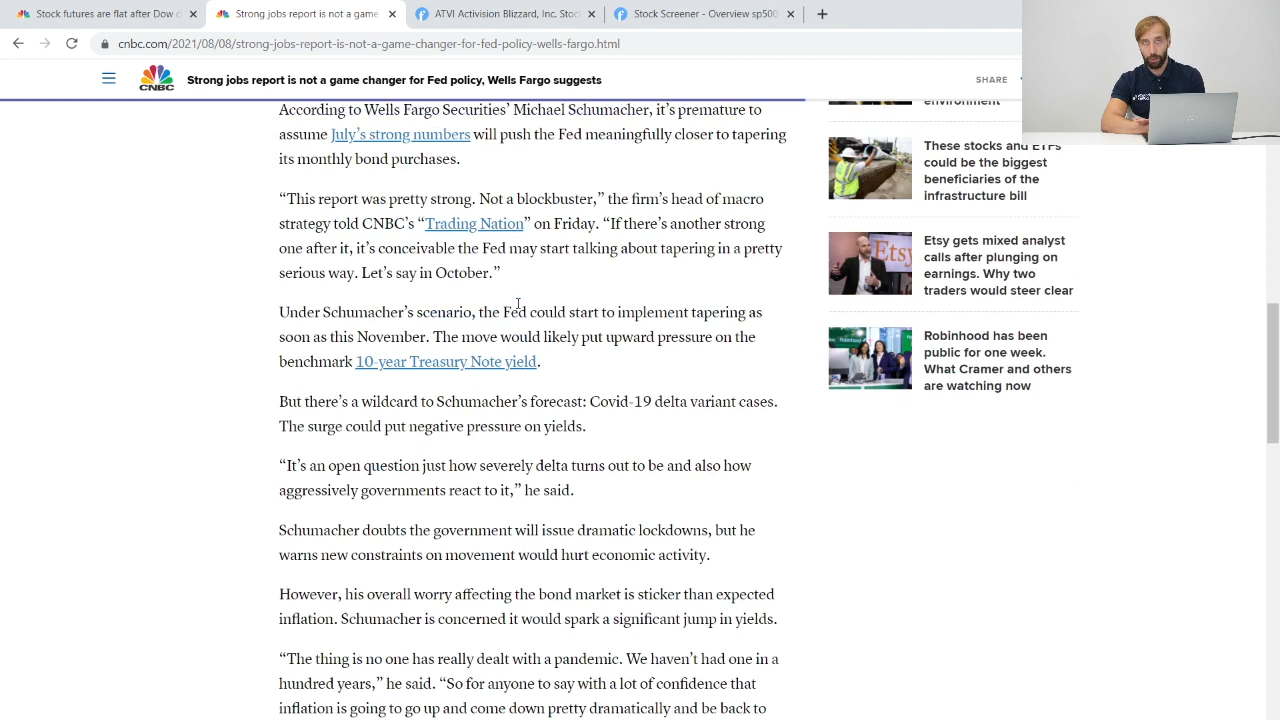 Stock futures are flat after Dow c
Strong jobs report is not a game
ATVI Activision Blizzard, Inc. Stoc
Stock Screener - Overview sp500
cnbc.com/2021/08/08/strong-jobs-report-is-not-a-game-changer-for-fed-policy-wells-fargo.html
CNBC
Strong jobs report is not a game changer for Fed policy, Wells Fargo suggests
SHARE
According to Wells Fargo Securities’ Michael Schumacher, it’s premature to
assume July’s strong numbers will push the Fed meaningfully closer to tapering
its monthly bond purchases.
“This report was pretty strong. Not a blockbuster,” the firm’s head of macro
strategy told CNBC’s “Trading Nation” on Friday. “If there’s another strong
one after it, it’s conceivable the Fed may start talking about tapering in a pretty
serious way. Let’s say in October.”
Under Schumacher’s scenario, the Fed could start to implement tapering as
soon as this November. The move would likely put upward pressure on the
benchmark 10-year Treasury Note yield.
But there’s a wildcard to Schumacher’s forecast: Covid-19 delta variant cases.
The surge could put negative pressure on yields.
“It’s an open question just how severely delta turns out to be and also how
aggressively governments react to it,” he said.
Schumacher doubts the government will issue dramatic lockdowns, but he
warns new constraints on movement would hurt economic activity.
However, his overall worry affecting the bond market is sticker than expected
inflation. Schumacher is concerned it would spark a significant jump in yields.
“The thing is no one has really dealt with a pandemic. We haven’t had one in a
hundred years,” he said. “So for anyone to say with a lot of confidence that
inflation is going to go up and come down pretty dramatically and be back to
environment
These stocks and ETFs
could be the biggest
beneficiaries of the
infrastructure bill
Etsy
Etsy gets mixed analyst
calls after plunging on
earnings. Why two
traders would steer clear
Robinhood has been
public for one week.
What Cramer and others
are watching now